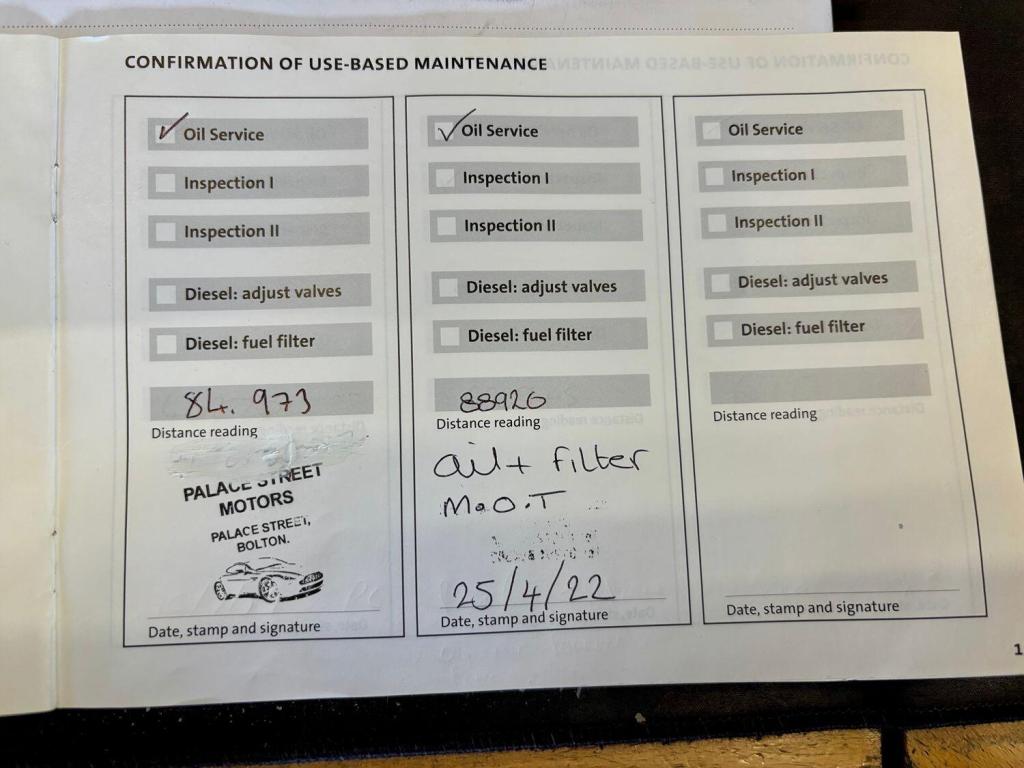 CONFIRMATION OF USE-BASED MAINTENANCE
Oil Service
Inspection I
Inspection II
Diesel: adjust valves
Diesel: fuel filter
84.973
Distance reading
PALACE STREET
MOTORS
PALACE STREET,
BOLTON.
Date, stamp and signature
Oil Service
Inspection I
Inspection II
Diesel: adjust valves
Diesel: fuel filter
88920
Distance reading
oil + filter
M.O.T
25/4/22
Date, stamp and signature
Oil Service
Inspection I
Inspection II
Diesel: adjust valves
Diesel: fuel filter
Distance reading
Date, stamp and signature
1